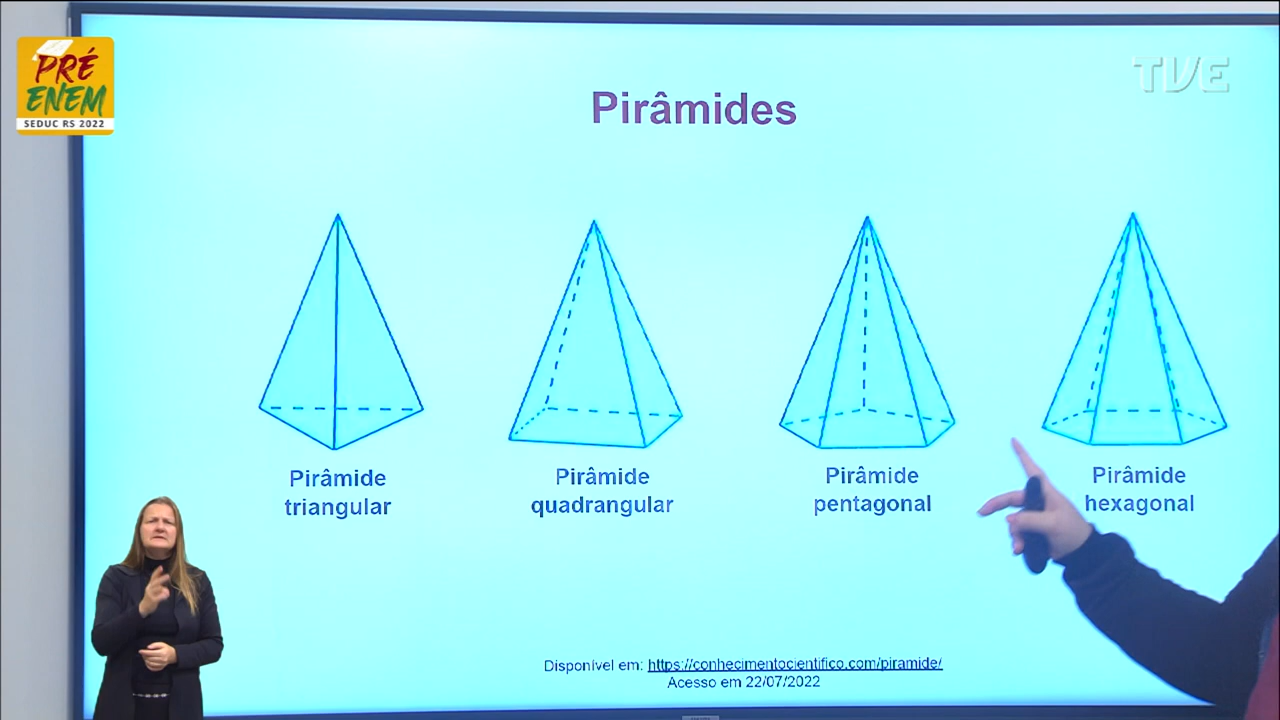 PRÉ
ENEM
SEDUC RS 2022
TVE
Pirâmides
Pirâmide
triangular
Pirâmide
quadrangular
Pirâmide
pentagonal
Pirâmide
hexagonal
Disponível em: https://conhecimentocientifico.com/piramide/
Acesso em 22/07/2022